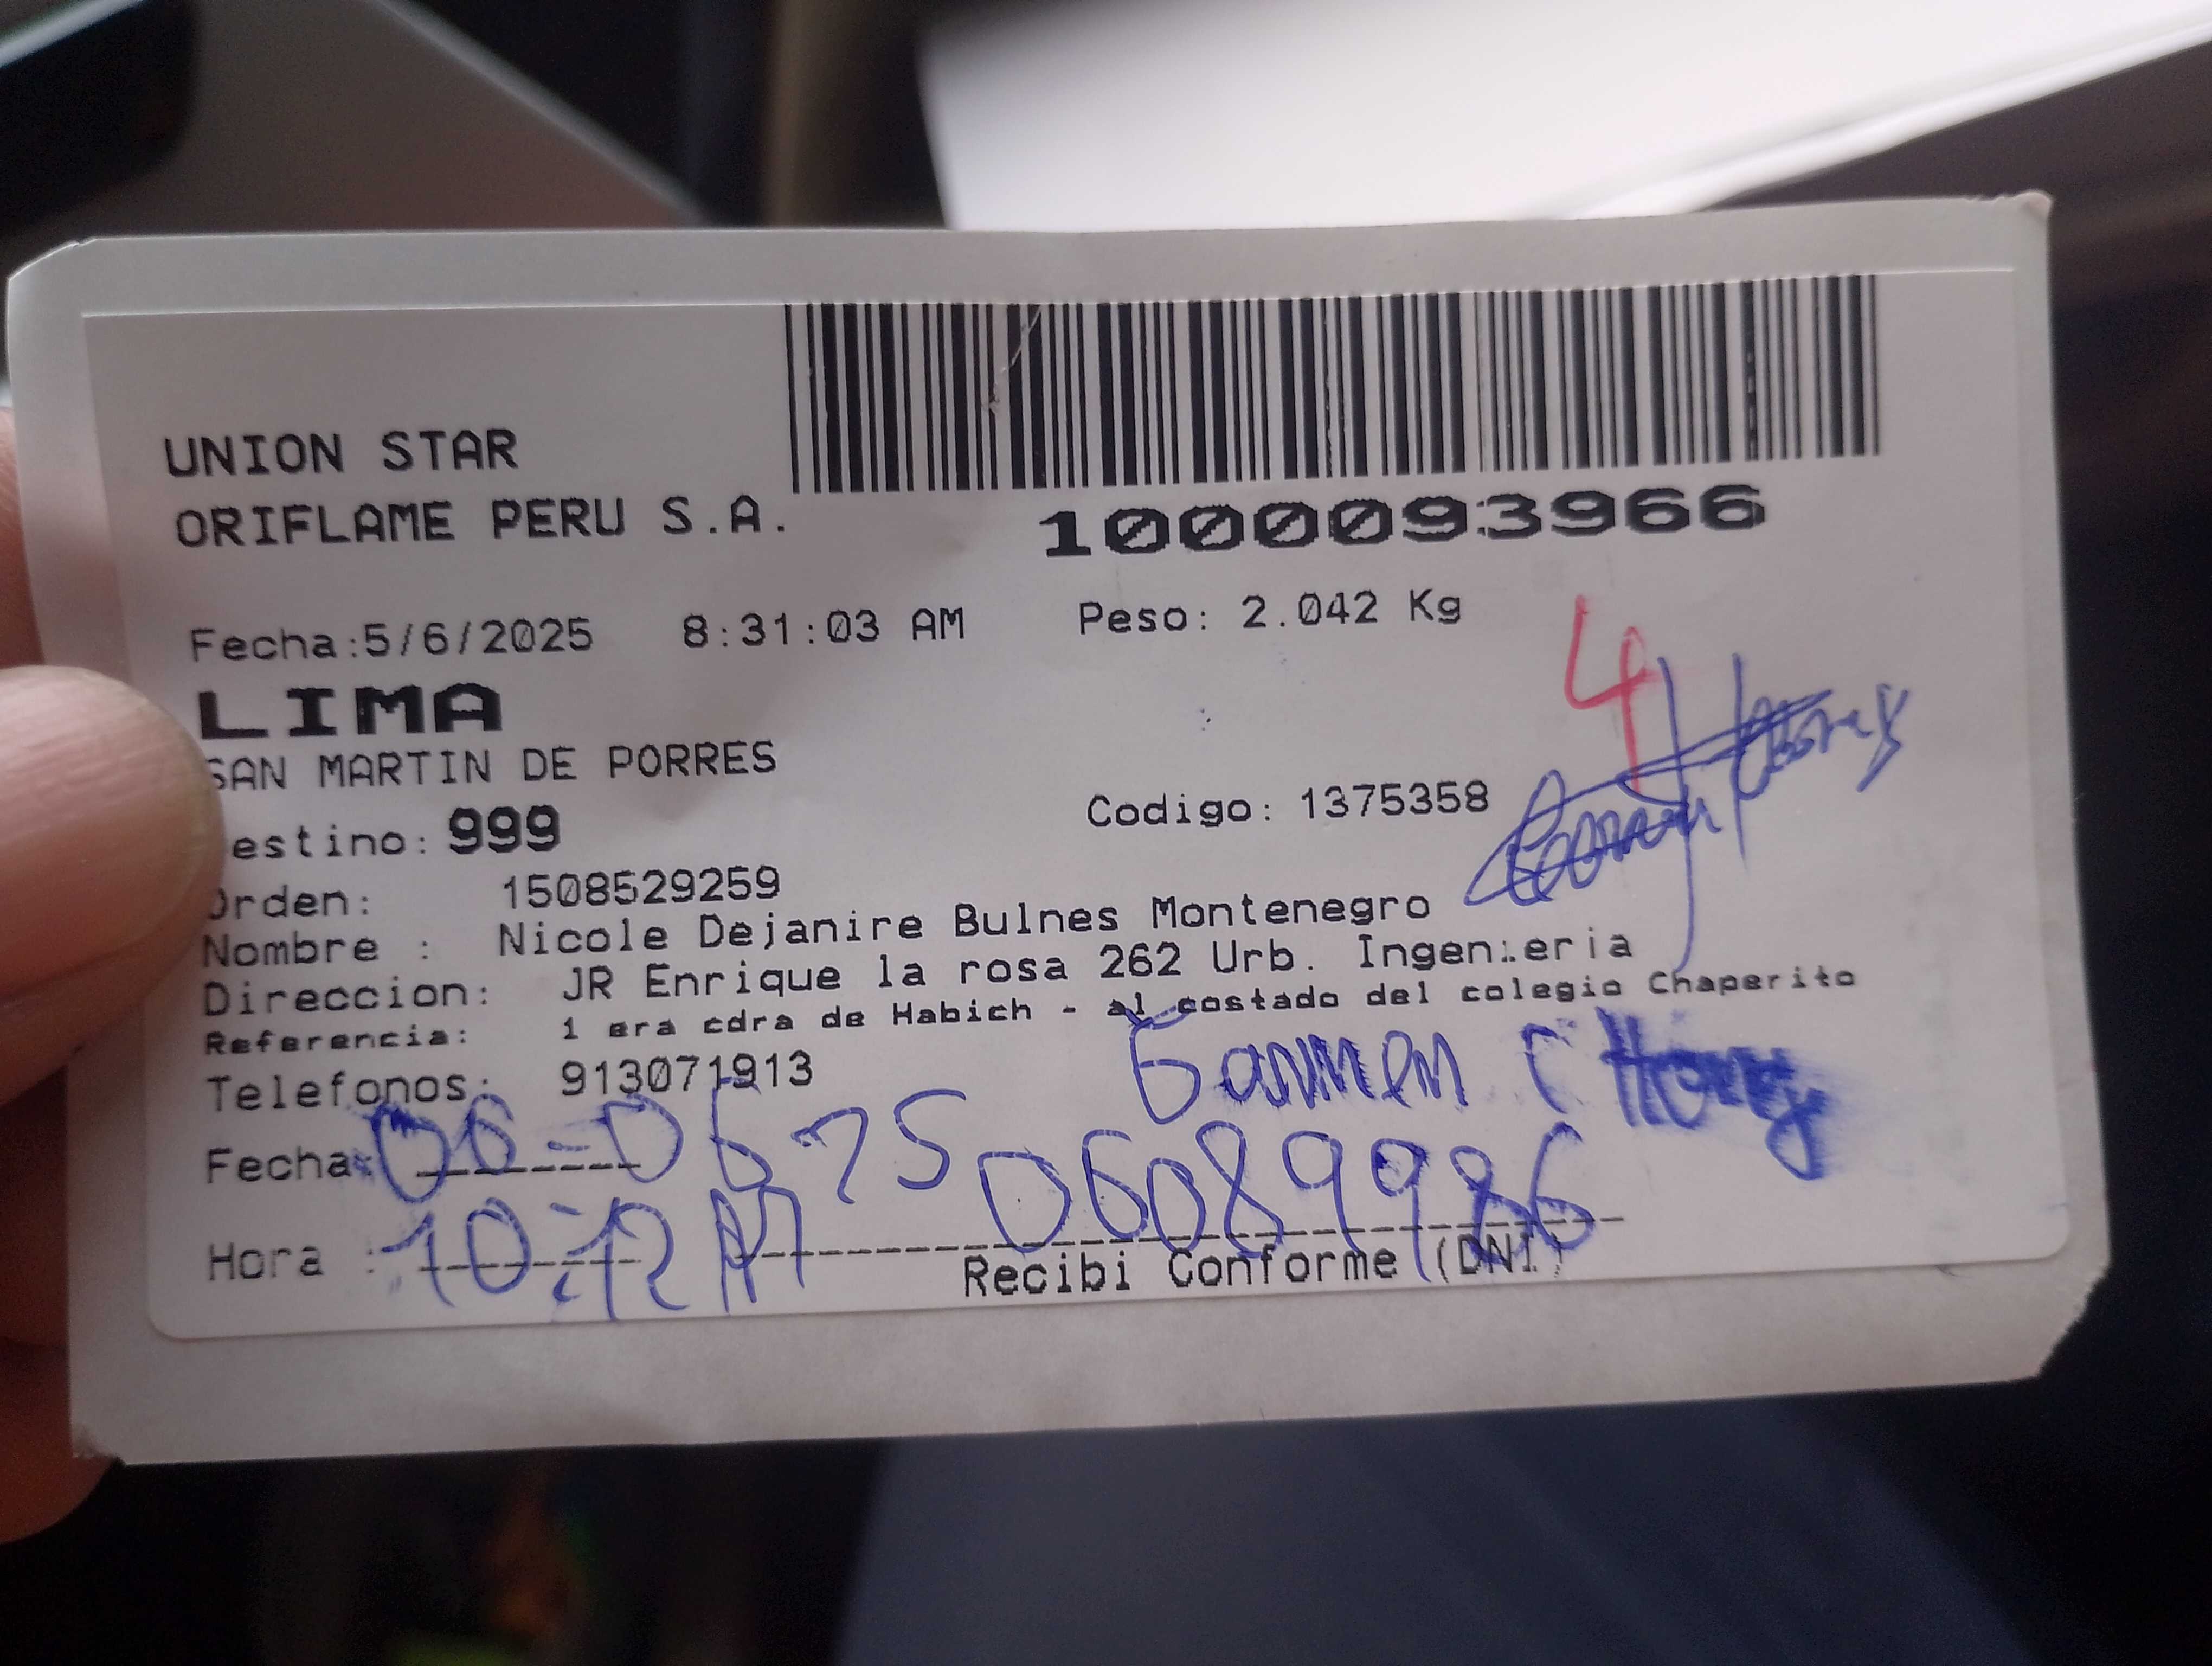 UNION STAR
ORIFLAME PERU S.A.
1000093966
Fecha:5/6/2025 8:31:03 AM Peso: 2.042 Kg
4
LIMA
SAN MARTIN DE PORRES
estino: 999 Codigo: 1375358
Orden: 1508529259
Nombre : Nicole Dejanire Bulnes Montenegro
Direccion: JR Enrique la rosa 262 Urb. Ingenieria
Referencia: 1 era cdra de Habich - al costado del colegio Chaperito
Telefonos: 913071913
Fecha: 06-06 25
06089986
Hora : 10:12
Recibi Conforme (DNI)